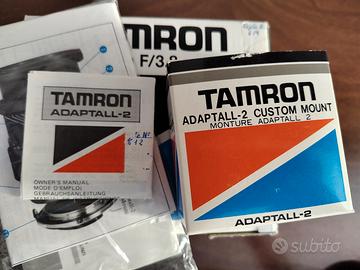 TAMRON
F/3.8
TAMRON
ADAPTALL-2
OWNER'S MANUAL
MODE D'EMPLOI
GEBRAUCHSANLEITUNG
TAMRON
ADAPTALL-2 CUSTOM MOUNT
MONTURE ADAPTALL 2
ADAPTALL-2
subito